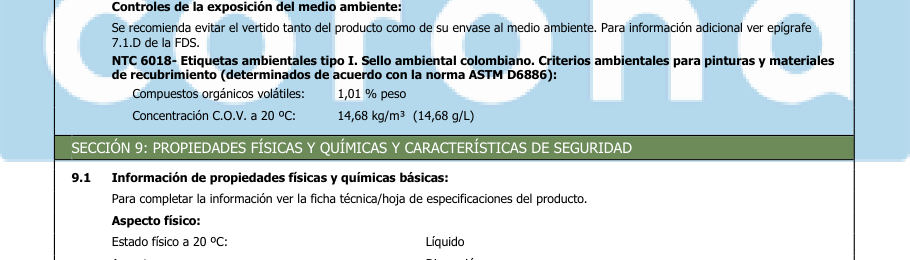 corona
Controles de la exposición del medio ambiente:
Se recomienda evitar el vertido tanto del producto como de su envase al medio ambiente. Para información adicional ver epígrafe
7.1.D de la FDS.
NTC 6018- Etiquetas ambientales tipo I. Sello ambiental colombiano. Criterios ambientales para pinturas y materiales
de recubrimiento (determinados de acuerdo con la norma ASTM D6886):
Compuestos orgánicos volátiles: 1,01 % peso
Concentración C.O.V. a 20 ºC: 14,68 kg/m³ (14,68 g/L)
SECCIÓN 9: PROPIEDADES FÍSICAS Y QUÍMICAS Y CARACTERÍSTICAS DE SEGURIDAD
9.1 Información de propiedades físicas y químicas básicas:
Para completar la información ver la ficha técnica/hoja de especificaciones del producto.
Aspecto físico:
Estado físico a 20 ºC: Líquido